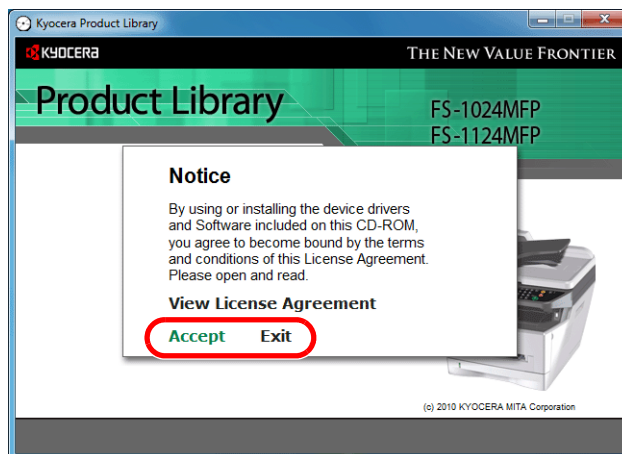 Kyocera Product Library
KYOCERA
THE NEW VALUE FRONTIER
Product Library
FS-1024MFP
FS-1124MFP
Notice
By using or installing the device drivers
and Software included on this CD-ROM,
you agree to become bound by the terms
and conditions of this License Agreement.
Please open and read.
View License Agreement
Accept Exit
(c) 2010 KYOCERA MITA Corporation